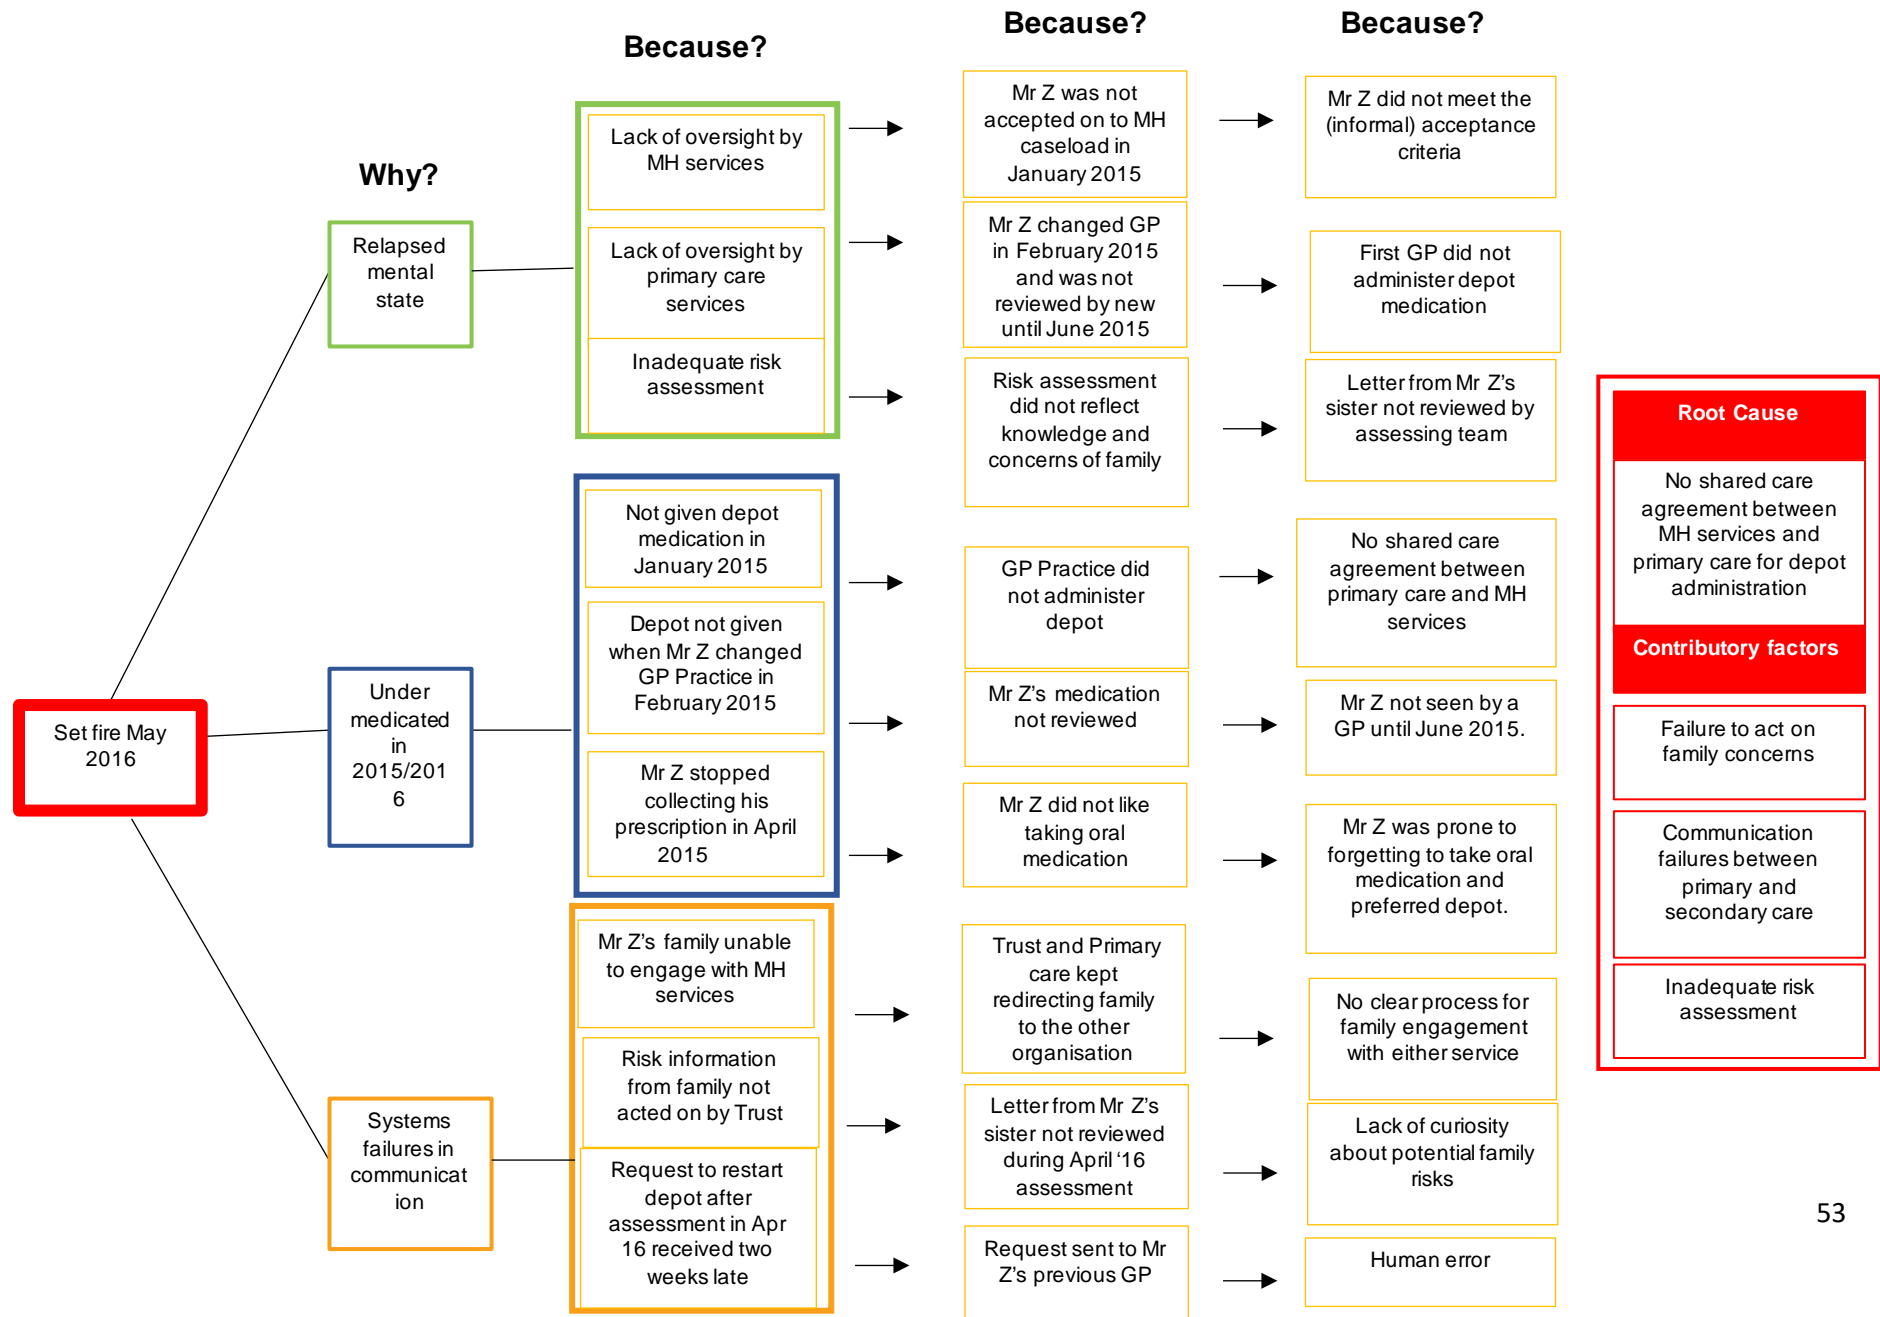 Because?
Because?
Because?
Why?
Set fire May
2016
Relapsed
mental
state
Lack of oversight by
MH services
Mr Z was not
accepted on to MH
caseload in
January 2015
Mr Z did not meet the
(informal) acceptance
criteria
Lack of oversight by
primary care
services
Mr Z changed GP
in February 2015
and was not
reviewed by new
until June 2015
First GP did not
administer depot
medication
Inadequate risk
assessment
Risk assessment
did not reflect
knowledge and
concerns of family
Letter from Mr Z's
sister not reviewed by
assessing team
Under
medicated
in
2015/201
6
Not given depot
medication in
January 2015
GP Practice did
not administer
depot
No shared care
agreement between
primary care and MH
services
Depot not given
when Mr Z changed
GP Practice in
February 2015
Mr Z's medication
not reviewed
Mr Z not seen by a
GP until June 2015.
Mr Z stopped
collecting his
prescription in April
2015
Mr Z did not like
taking oral
medication
Mr Z was prone to
forgetting to take oral
medication and
preferred depot.
Systems
failures in
communicat
ion
Mr Z's family unable
to engage with MH
services
Trust and Primary
care kept
redirecting family
to the other
organisation
No clear process for
family engagement
with either service
Risk information
from family not
acted on by Trust
Letter from Mr Z's
sister not reviewed
during April '16
assessment
Lack of curiosity
about potential family
risks
Request to restart
depot after
assessment in Apr
16 received two
weeks late
Request sent to Mr
Z's previous GP
Human error
Root Cause
No shared care
agreement between
MH services and
primary care for depot
administration
Contributory factors
Failure to act on
family concerns
Communication
failures between
primary and
secondary care
Inadequate risk
assessment
53